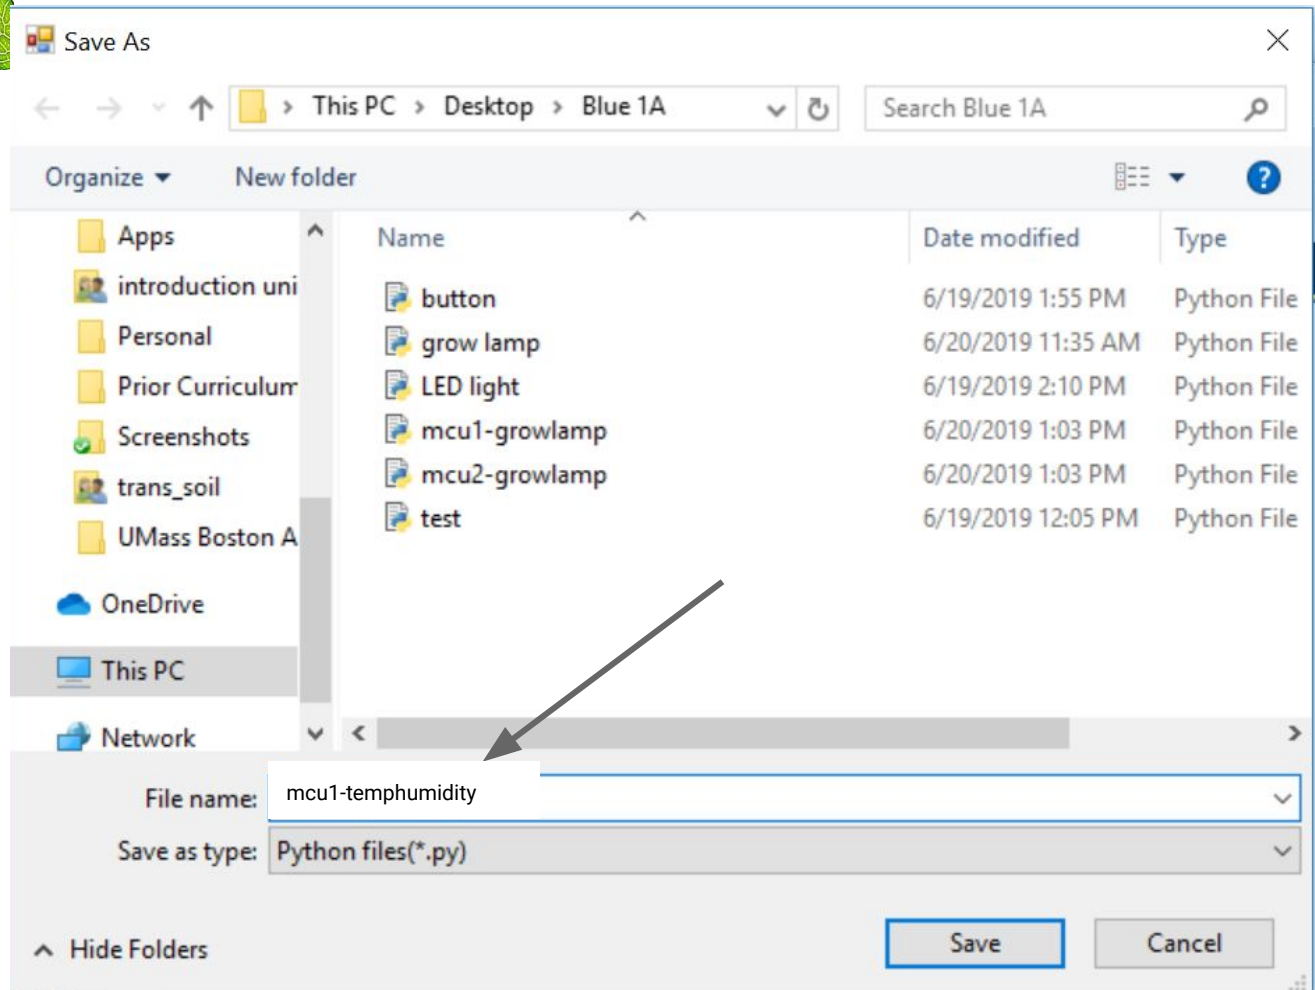 Save As
This PC > Desktop > Blue 1A
Search Blue 1A
Organize
New folder
Name
Date modified
Type
Apps
introduction uni
Personal
Prior Curriculum
Screenshots
trans_soil
UMass Boston A
OneDrive
This PC
Network
button 6/19/2019 1:55 PM Python File
grow lamp 6/20/2019 11:35 AM Python File
LED light 6/19/2019 2:10 PM Python File
mcu1-growlamp 6/20/2019 1:03 PM Python File
mcu2-growlamp 6/20/2019 1:03 PM Python File
test 6/19/2019 12:05 PM Python File
File name: mcu1-temphumidity
Save as type: Python files(*.py)
Hide Folders
Save
Cancel